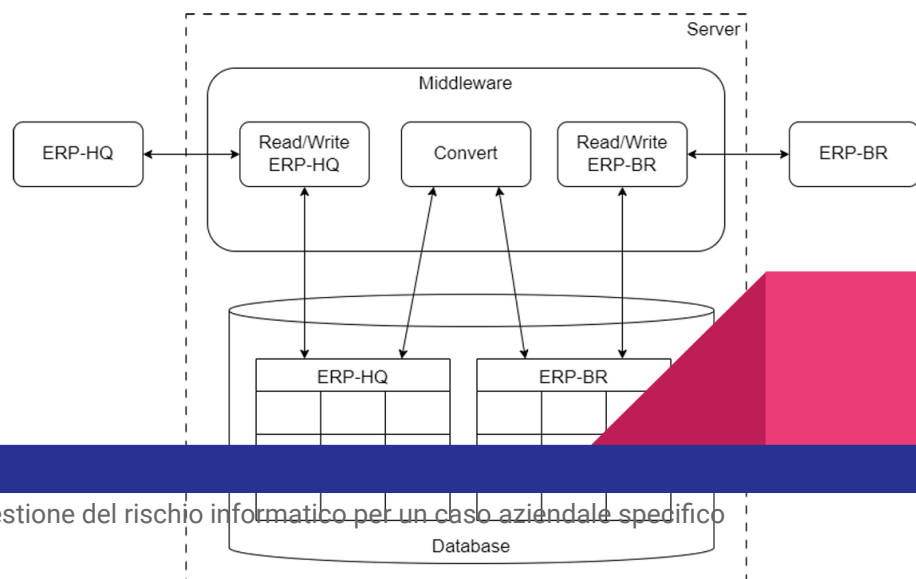 Server
Middleware
ERP-HQ
Read/Write
ERP-HQ
Convert
Read/Write
ERP-BR
ERP-BR
ERP-HQ
ERP-BR
estione del rischio informatico per un caso aziendale specifico
Database